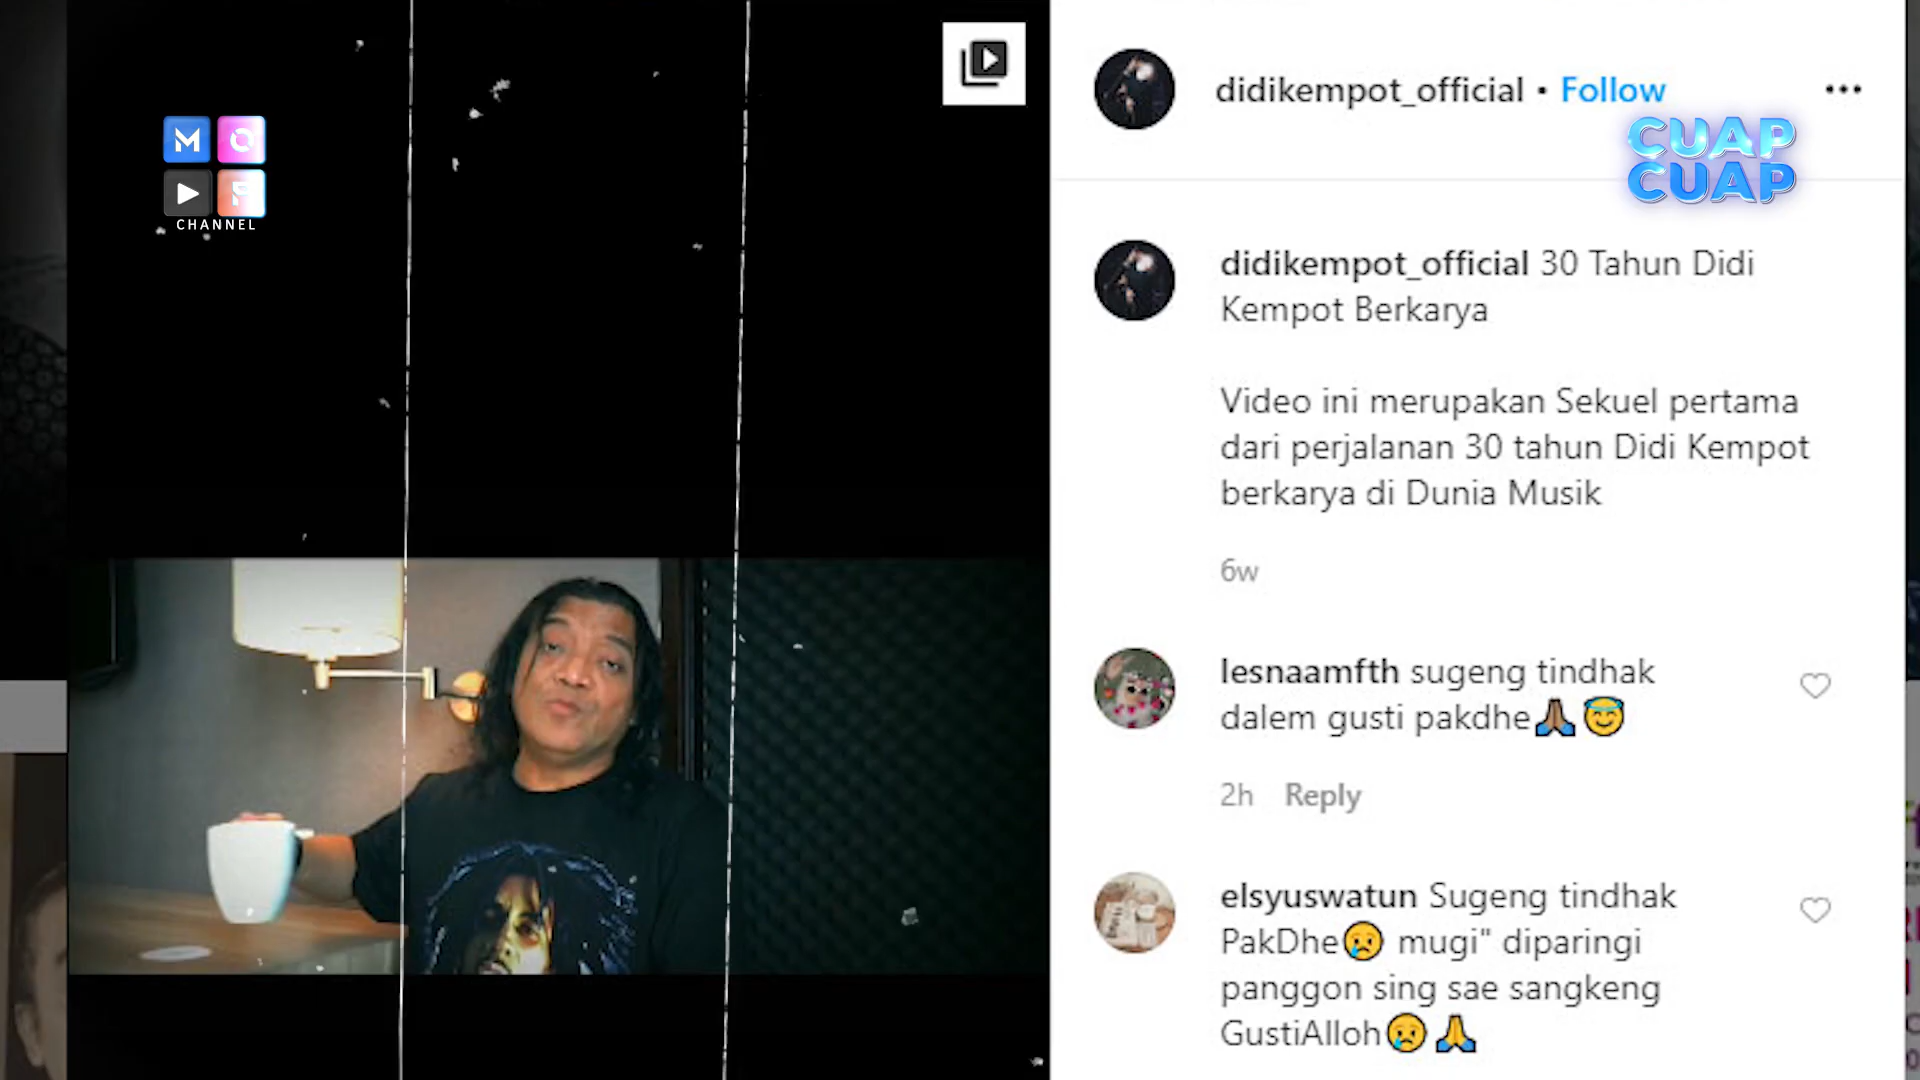 M
CHANNEL
didikempot_official • Follow
CUAP
CUAP
didikempot_official 30 Tahun Didi
Kempot Berkarya
Video ini merupakan Sekuel pertama
dari perjalanan 30 tahun Didi Kempot
berkarya di Dunia Musik
6w
lesnaamfth sugeng tindhak
dalem gusti pakdhe🙏🏾😇
2h Reply
elsyuswatun Sugeng tindhak
PakDhe😢 mugi" diparingi
panggon sing sae sangkeng
GustiAlloh😢🙏